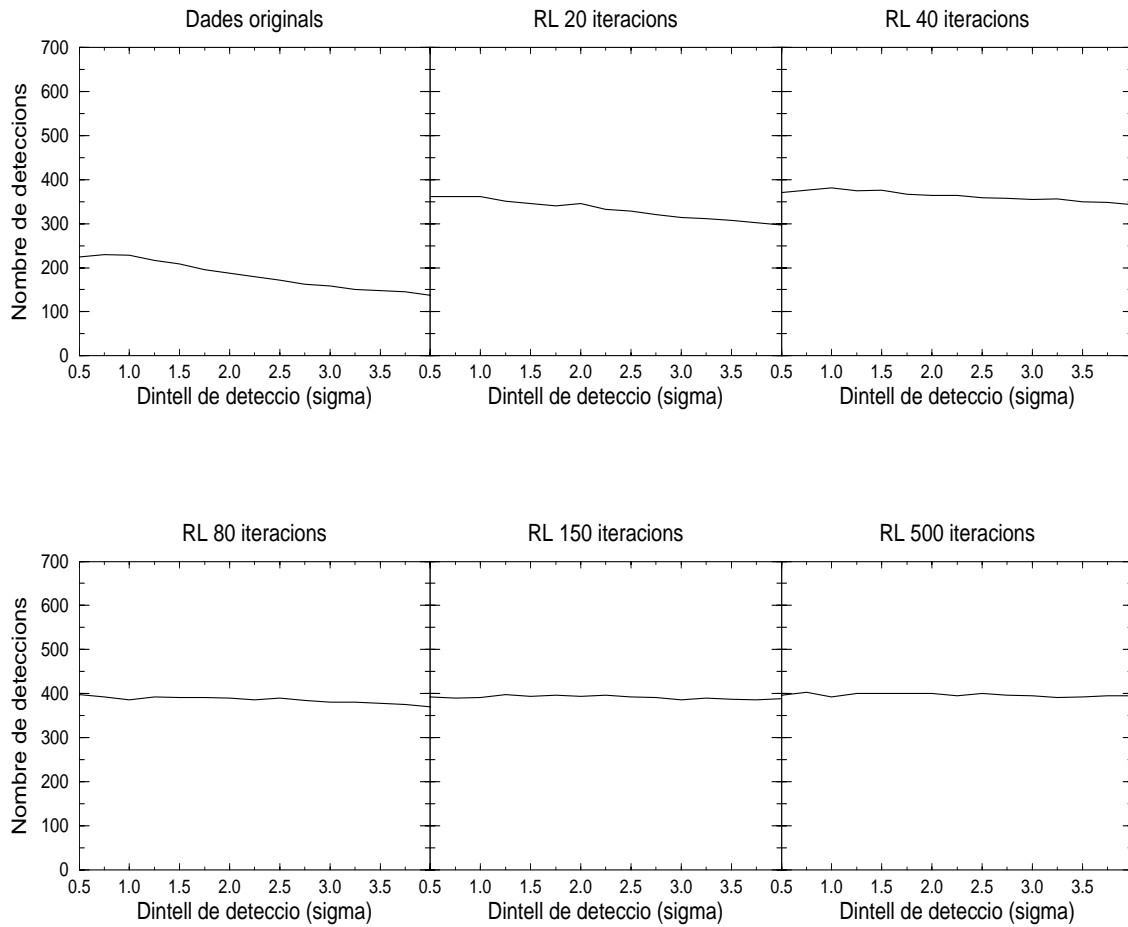 Dades originals RL 20 iteracions RL 40 iteracions
700
600
500
400
300
200
100
0
Nombre de deteccions
0.5 1.0 1.5 2.0 2.5 3.0 3.5 0.5 1.0 1.5 2.0 2.5 3.0 3.5 0.5 1.0 1.5 2.0 2.5 3.0 3.5
Dintell de deteccio (sigma) Dintell de deteccio (sigma) Dintell de deteccio (sigma)
RL 80 iteracions RL 150 iteracions RL 500 iteracions
700
600
500
400
300
200
100
0
Nombre de deteccions
0.5 1.0 1.5 2.0 2.5 3.0 3.5 0.5 1.0 1.5 2.0 2.5 3.0 3.5 0.5 1.0 1.5 2.0 2.5 3.0 3.5
Dintell de deteccio (sigma) Dintell de deteccio (sigma) Dintell de deteccio (sigma)